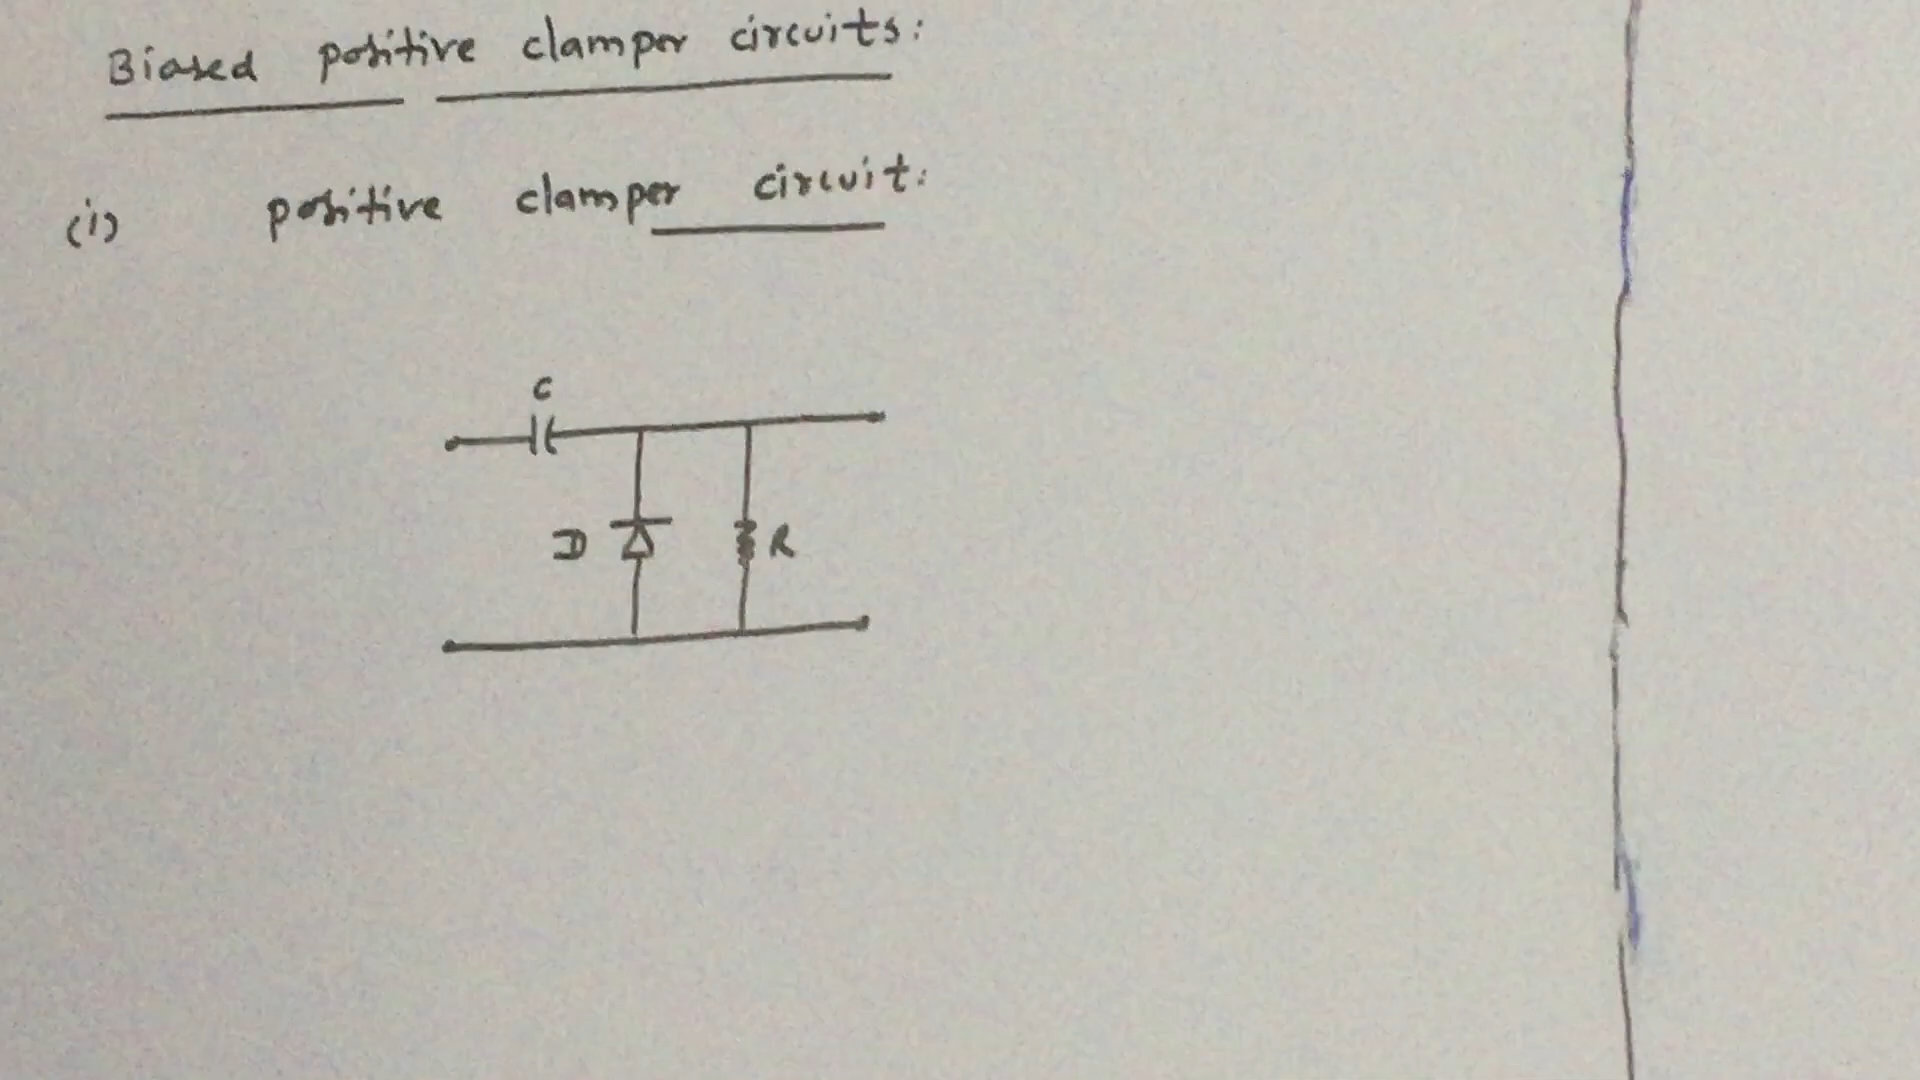 Biased positive clamper circuits:
(i) positive clamper circuit:
C
D
R